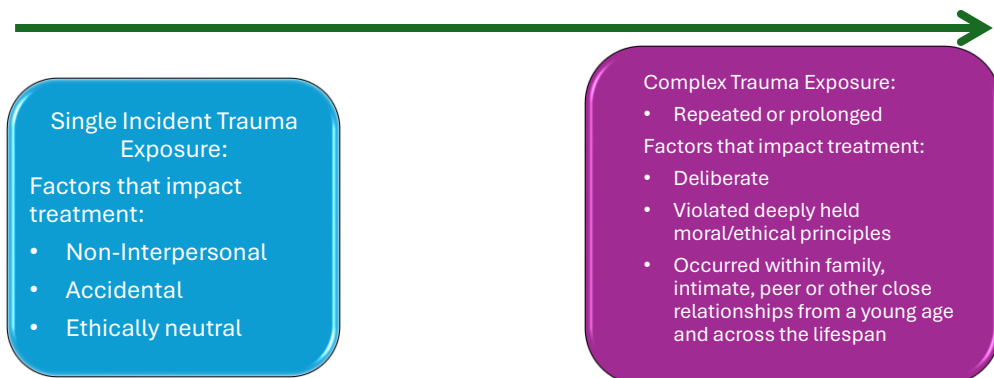 Single Incident Trauma
Exposure:
Factors that impact
treatment:
• Non-Interpersonal
• Accidental
• Ethically neutral
Complex Trauma Exposure:
• Repeated or prolonged
Factors that impact treatment:
• Deliberate
• Violated deeply held
moral/ethical principles
• Occurred within family,
intimate, peer or other close
relationships from a young age
and across the lifespan